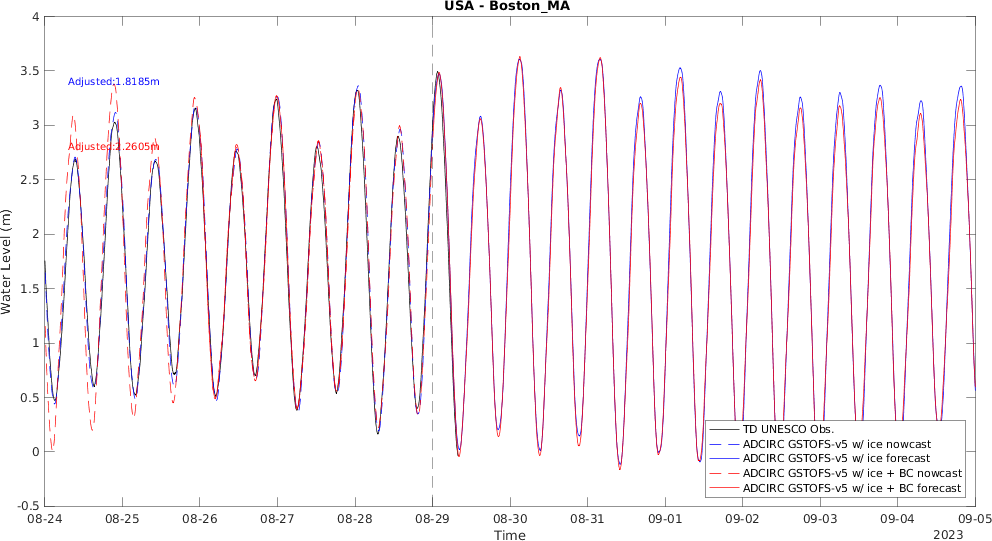 USA - Boston_MA
4
3.5
3
2.5
2
1.5
1
0.5
0
-0.5
Water Level (m)
Adjusted:1.8185m
Adjusted:2.2605m
TD UNESCO Obs.
ADCIRC GSTOFS-v5 w/ ice nowcast
ADCIRC GSTOFS-v5 w/ ice forecast
ADCIRC GSTOFS-v5 w/ ice + BC nowcast
ADCIRC GSTOFS-v5 w/ ice + BC forecast
08-24 08-25 08-26 08-27 08-28 08-29 08-30 08-31 09-01 09-02 09-03 09-04 09-05
Time
2023